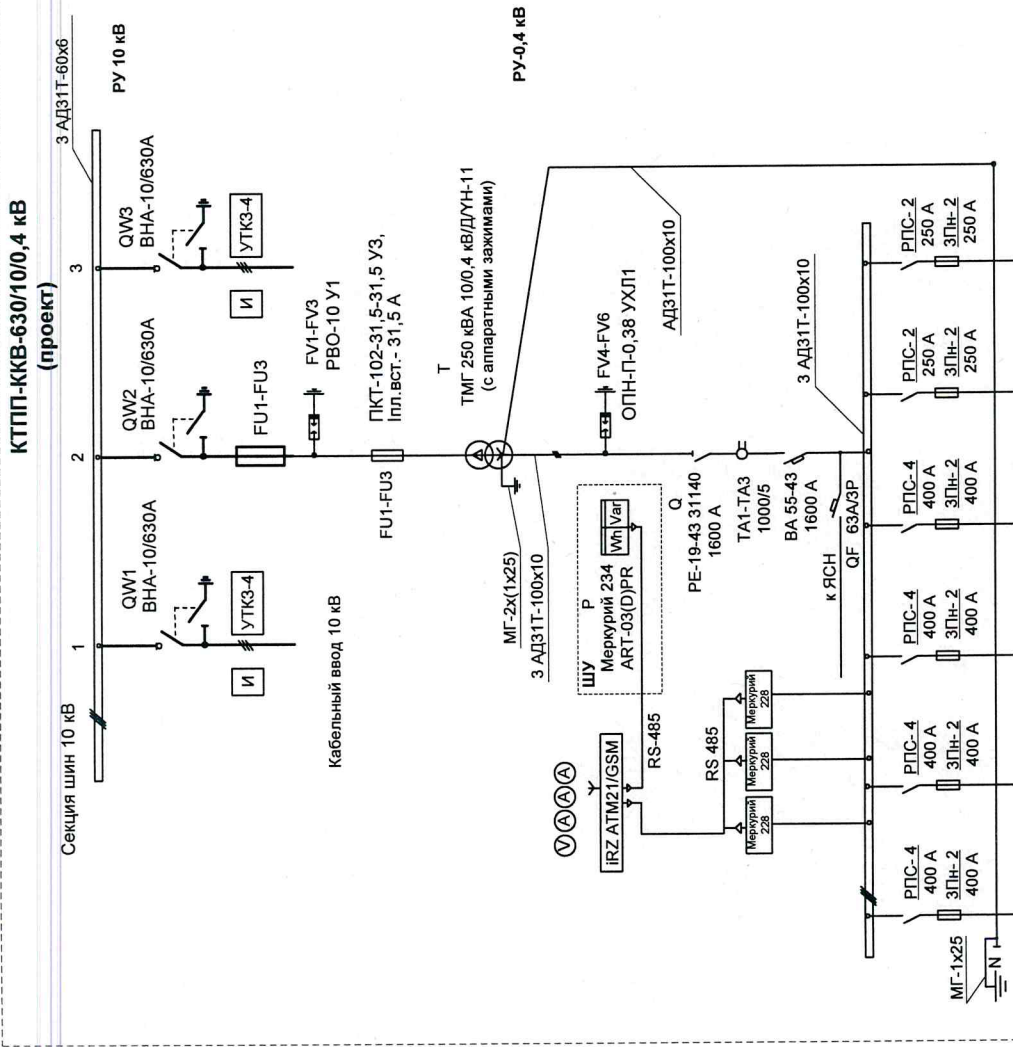 КТПП-ККВ-630/10/0,4 кВ
(проект)
3 АД31Т-60х6
РУ 10 кВ
Секция шин 10 кВ
1
2
3
QW1
ВНА-10/630А
QW2
ВНА-10/630А
QW3
ВНА-10/630А
И
УТКЗ-4
И
УТКЗ-4
FU1-FU3
Кабельный ввод 10 кВ
FV1-FV3
РВО-10 У1
FU1-FU3
ПКТ-102-31,5-31,5 У3,
Iпл.вст.- 31,5 А
Т
ТМГ 250 кВА 10/0,4 кВ/Д/УН-11
(с аппаратными зажимами)
РУ-0,4 кВ
МГ-2х(1х25)
3 АД31Т-100х10
FV4-FV6
ОПН-П-0,38 УХЛ1
АД31Т-100х10
ШУ
Р
Меркурий 234
ART-03(D)PR
Wh
Var
V
A
A
A
iRZ ATM21/GSM
RS-485
RS 485
Q
РЕ-19-43 31140
1600 А
ТА1-ТА3
1000/5
ВА 55-43
1600 А
Меркурий
228
Меркурий
228
Меркурий
228
к ЯСН
QF 63А/3Р
3 АД31Т-100х10
РПС- 4
400 А
ЗПн- 2
400 А
РПС- 4
400 А
ЗПн- 2
400 А
РПС- 4
400 А
ЗПн- 2
400 А
РПС- 4
400 А
ЗПн- 2
400 А
РПС- 2
250 А
ЗПн- 2
250 А
РПС- 2
250 А
ЗПн- 2
250 А
МГ-1х25
N